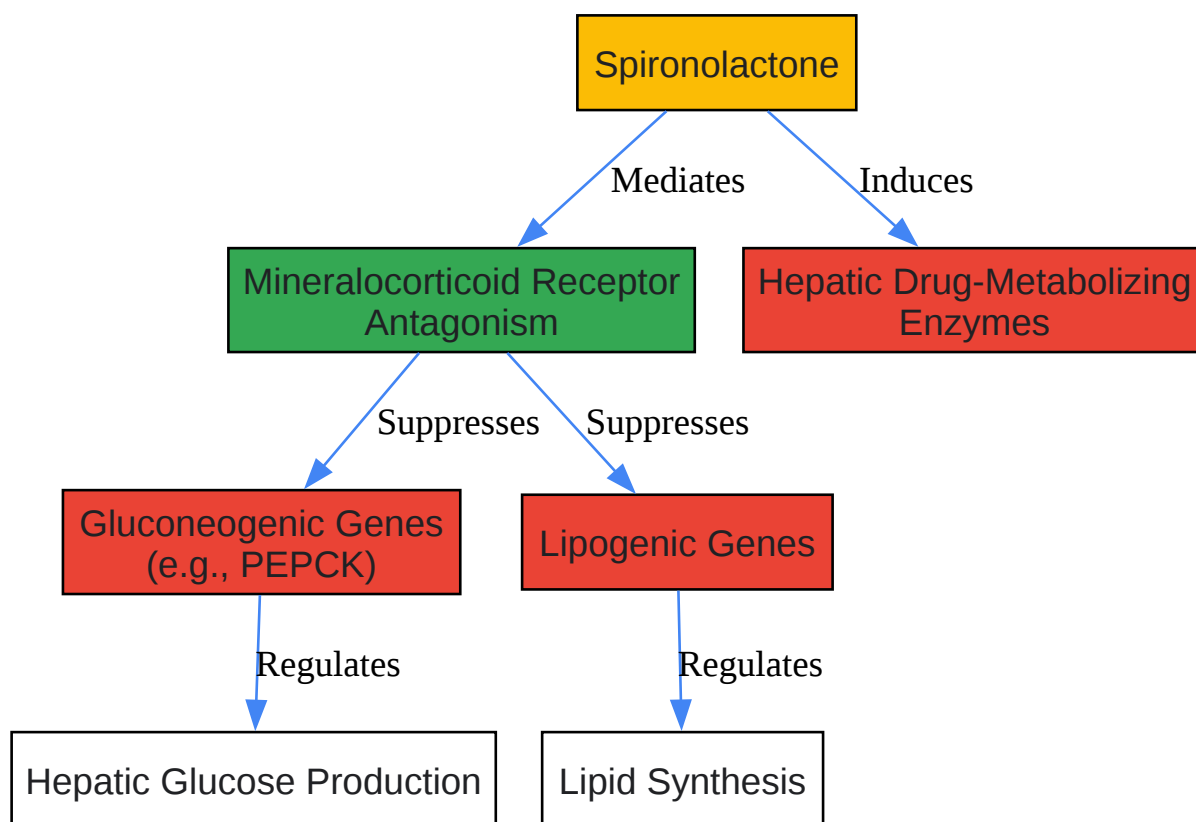 Spironolactone
Mediates
Induces
Mineralocorticoid Receptor
Antagonism
Hepatic Drug-Metabolizing
Enzymes
Suppresses
Suppresses
Gluconeogenic Genes
(e.g., PEPCK)
Lipogenic Genes
Regulates
Regulates
Hepatic Glucose Production
Lipid Synthesis